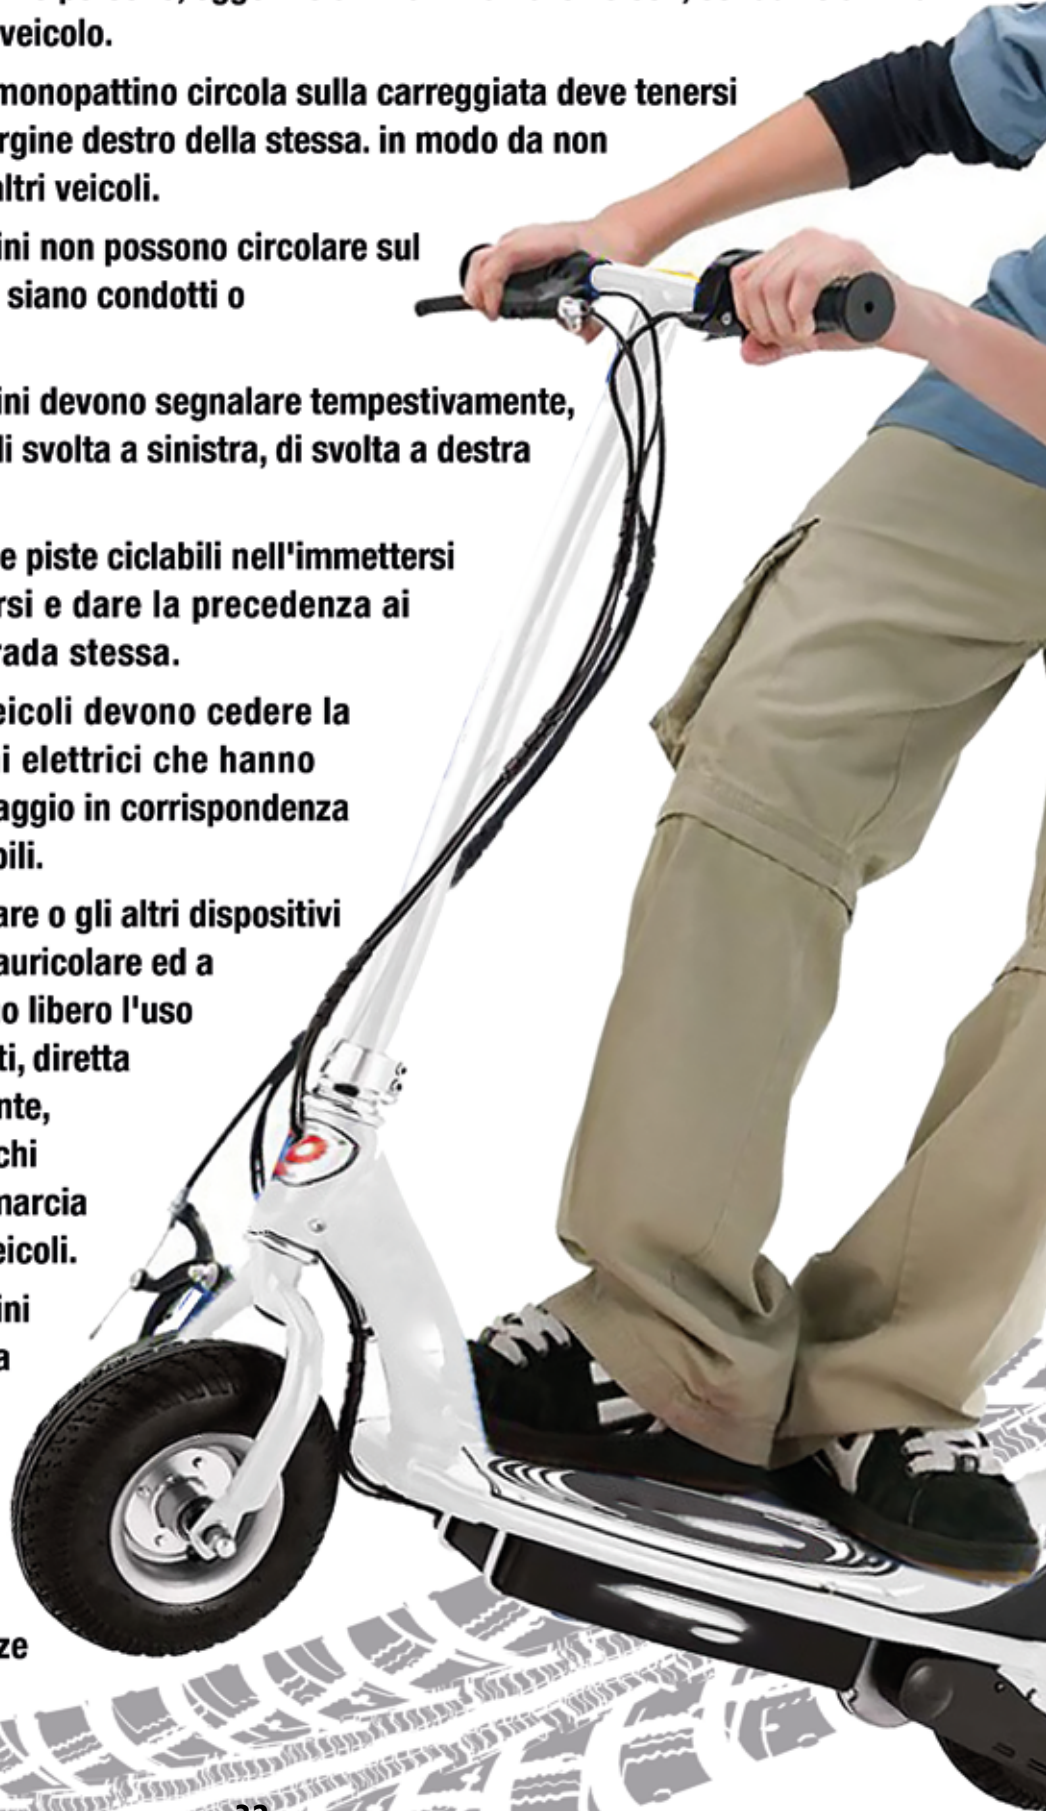 veicolo.
monopattino circola sulla carreggiata deve tenersi
rgine destro della stessa. in modo da non
altri veicoli.
ini non possono circolare sul
siano condotti o
ini devono segnalare tempestivamente,
di svolta a sinistra, di svolta a destra
e piste ciclabili nell'immettersi
rsi e dare la precedenza ai
rada stessa.
eicoli devono cedere la
i elettrici che hanno
aggio in corrispondenza
bili.
are o gli altri dispositivi
auricolare ed a
o libero l'uso
ti, diretta
nte,
chi
marcia
eicoli.
ini
a
ze